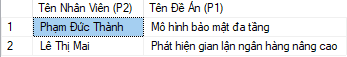 Tên Nhân Viên (P2) Tên Đề Án (P1)
1 Phạm Đức Thành Mô hình bảo mật đa tầng
2 Lê Thị Mai Phát hiện gian lận ngân hàng nâng cao